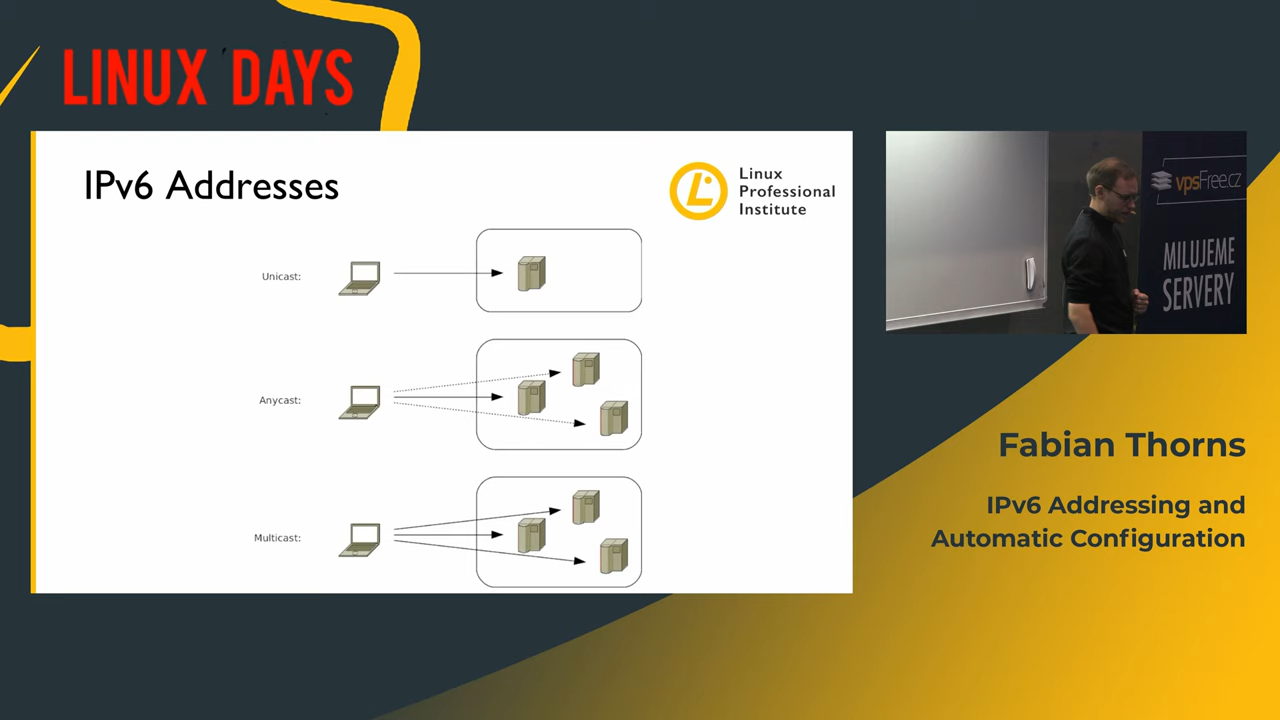 LINUX DAYS
IPv6 Addresses
Linux
Professional
Institute
Unicast:
Anycast:
Multicast:
vpsFree.cz
MILUJEME
SERVERY
Fabian Thorns
IPv6 Addressing and
Automatic Configuration